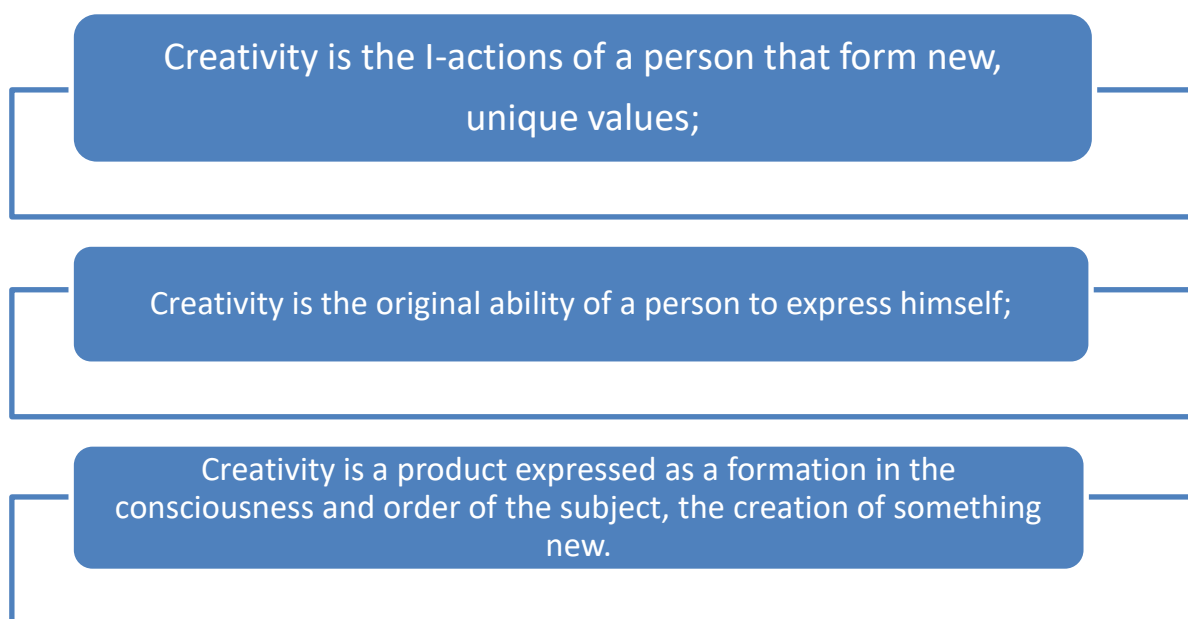 Creativity is the I-actions of a person that form new,
unique values;
Creativity is the original ability of a person to express himself;
Creativity is a product expressed as a formation in the
consciousness and order of the subject, the creation of something
new.